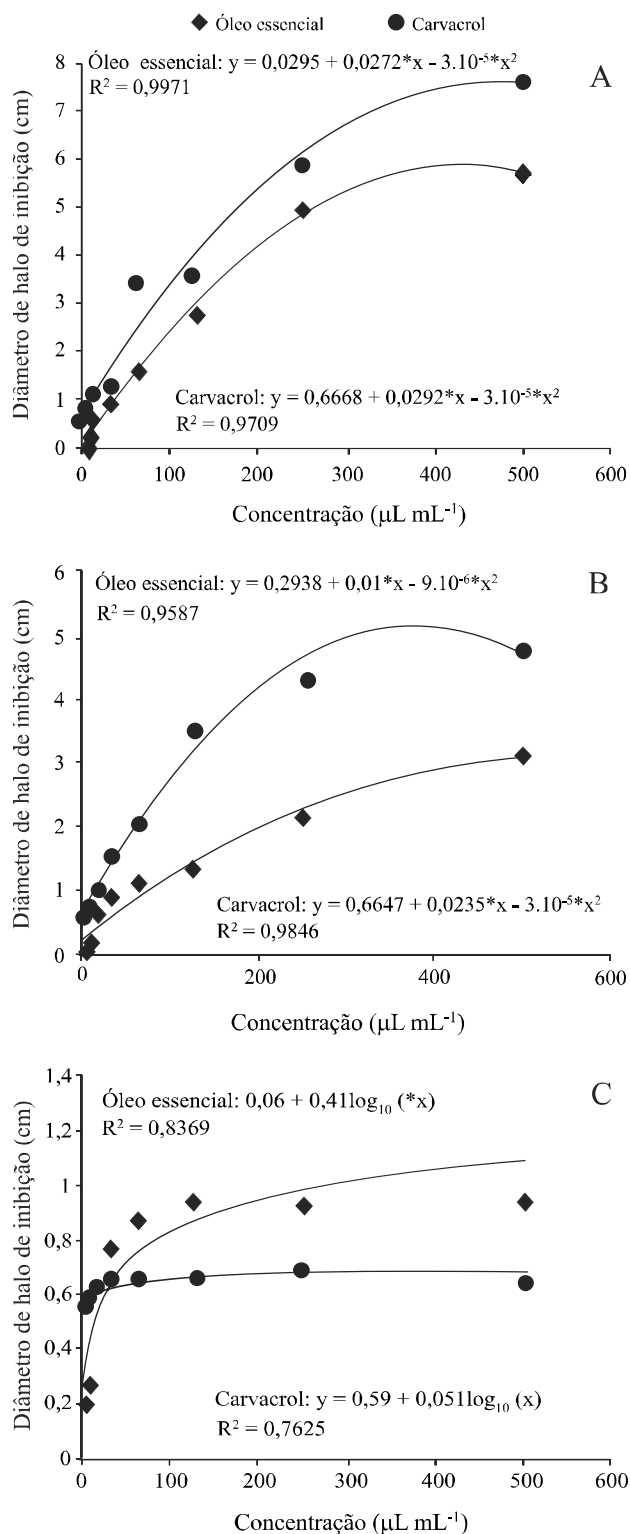 Óleo essencial Carvacrol
A
Óleo essencial: y = 0,0295 + 0,0272*x - 3.10⁻⁵*x²
R² = 0,9971
Carvacrol: y = 0,6668 + 0,0292*x - 3.10⁻⁵*x²
R² = 0,9709
Diâmetro de halo de inibição (cm)
8
7
6
5
4
3
2
1
0
0 100 200 300 400 500 600
Concentração (µL mL⁻¹)
B
Óleo essencial: y = 0,2938 + 0,01*x - 9.10⁻⁶*x²
R² = 0,9587
Carvacrol: y = 0,6647 + 0,0235*x - 3.10⁻⁵*x²
R² = 0,9846
Diâmetro de halo de inibição (cm)
6
5
4
3
2
1
0
0 200 400 600
Concentração (µL mL⁻¹)
C
Óleo essencial: 0,06 + 0,41log₁₀ (*x)
R² = 0,8369
Carvacrol: y = 0,59 + 0,051log₁₀ (x)
R² = 0,7625
Diâmetro de halo de inibição (cm)
1,4
1,2
1
0,8
0,6
0,4
0,2
0
0 100 200 300 400 500 600
Concentração (µL mL⁻¹)